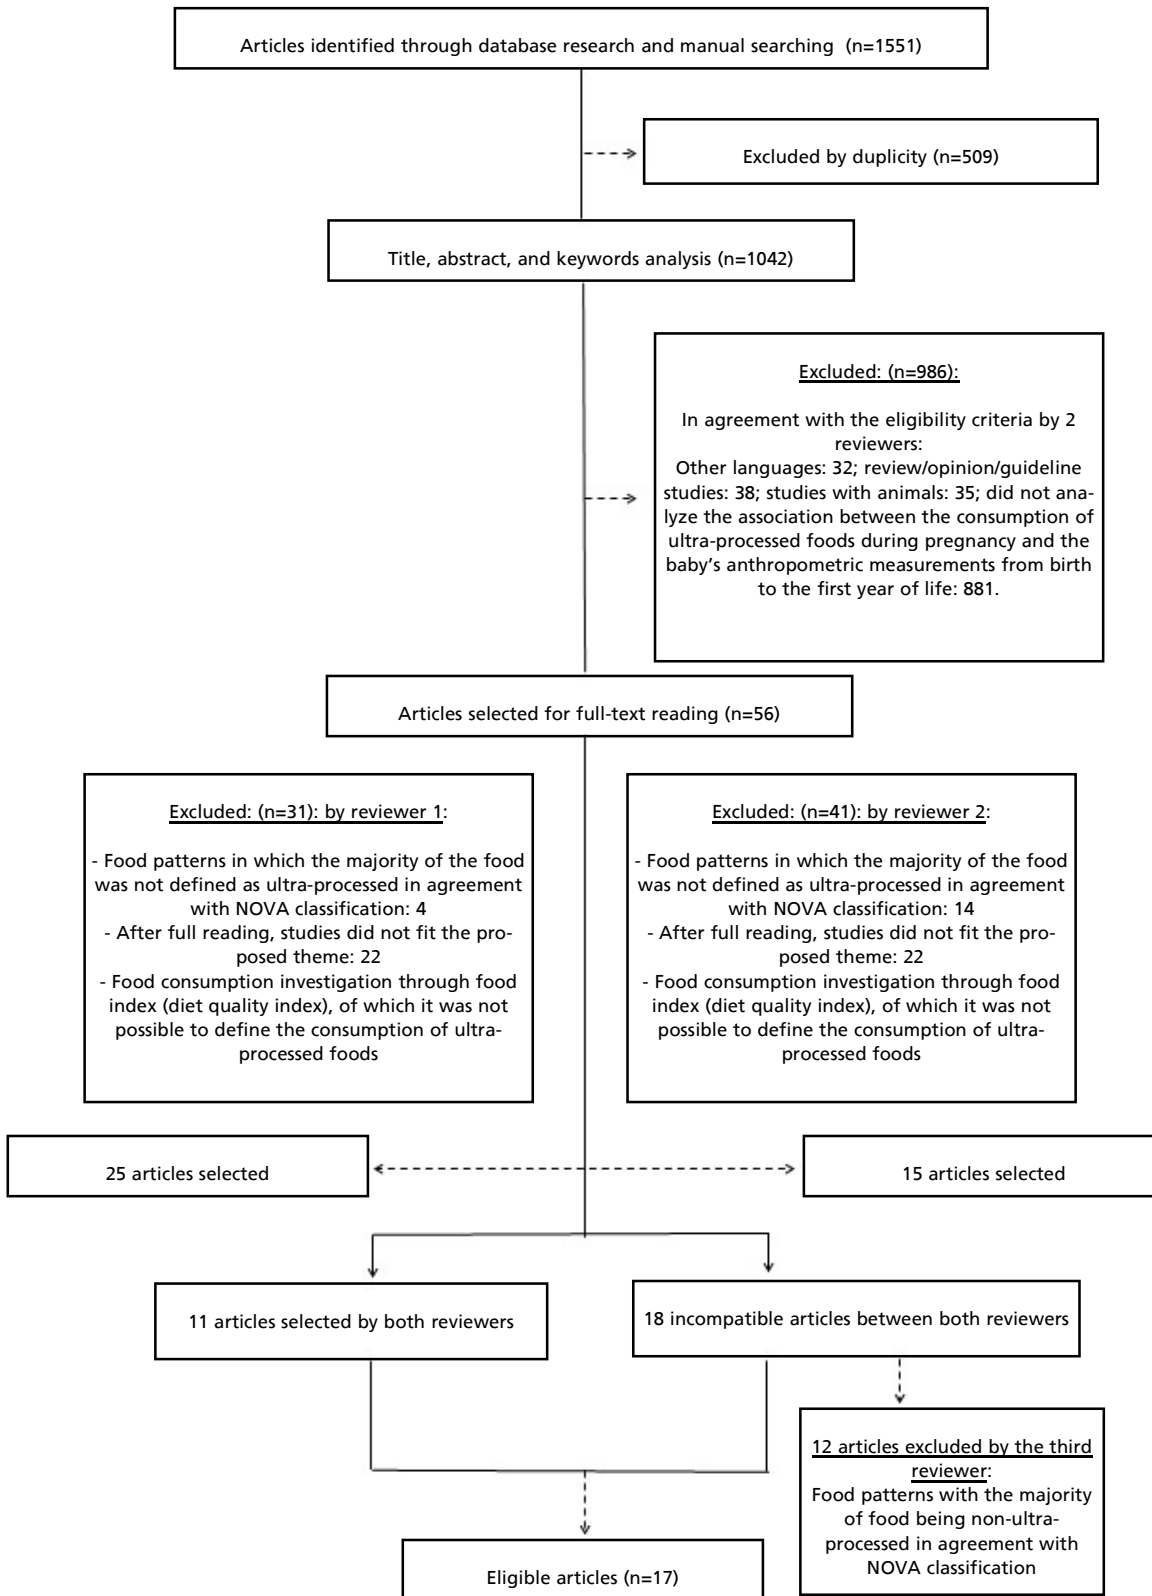 Articles identified through database research and manual searching (n=1551)
Excluded by duplicity (n=509)
Title, abstract, and keywords analysis (n=1042)
Excluded: (n=986):
In agreement with the eligibility criteria by 2
reviewers:
Other languages: 32; review/opinion/guideline
studies: 38; studies with animals: 35; did not ana-
lyze the association between the consumption of
ultra-processed foods during pregnancy and the
baby’s anthropometric measurements from birth
to the first year of life: 881.
Articles selected for full-text reading (n=56)
Excluded: (n=31): by reviewer 1:
- Food patterns in which the majority of the food
was not defined as ultra-processed in agreement
with NOVA classification: 4
- After full reading, studies did not fit the pro-
posed theme: 22
- Food consumption investigation through food
index (diet quality index), of which it was not
possible to define the consumption of ultra-
processed foods
Excluded: (n=41): by reviewer 2:
- Food patterns in which the majority of the food
was not defined as ultra-processed in agreement
with NOVA classification: 14
- After full reading, studies did not fit the pro-
posed theme: 22
- Food consumption investigation through food
index (diet quality index), of which it was not
possible to define the consumption of ultra-
processed foods
25 articles selected
15 articles selected
11 articles selected by both reviewers
18 incompatible articles between both reviewers
12 articles excluded by the third
reviewer:
Food patterns with the majority
of food being non-ultra-
processed in agreement with
NOVA classification
Eligible articles (n=17)